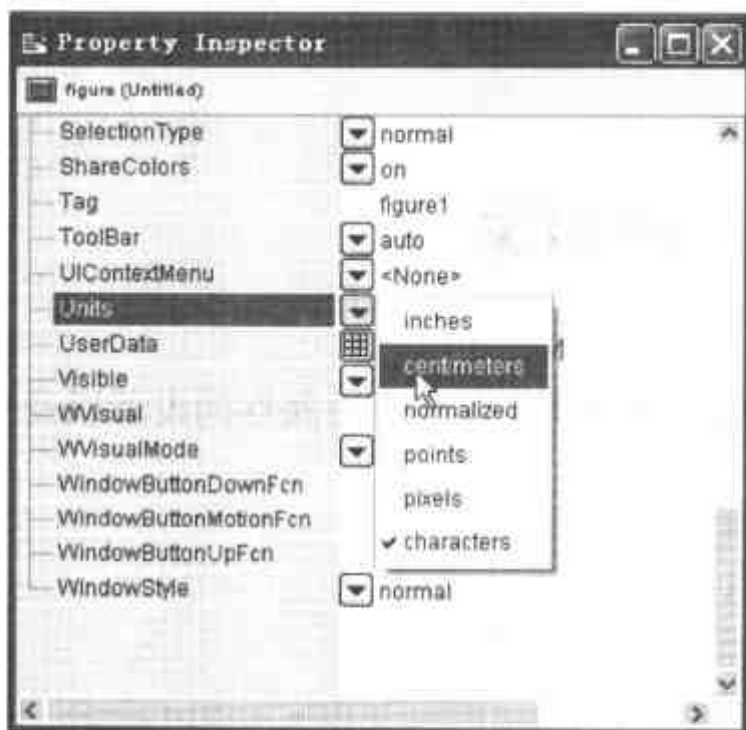 Property Inspector
figure (Untitled)
SelectionType normal
ShareColors on
Tag figure1
ToolBar auto
UIContextMenu <None>
Units
inches
UserData
centimeters
Visible
normalized
WVisual
WVisualMode
points
WindowButtonDownFcn
pixels
WindowButtonMotionFcn
WindowButtonUpFcn
characters
WindowStyle normal